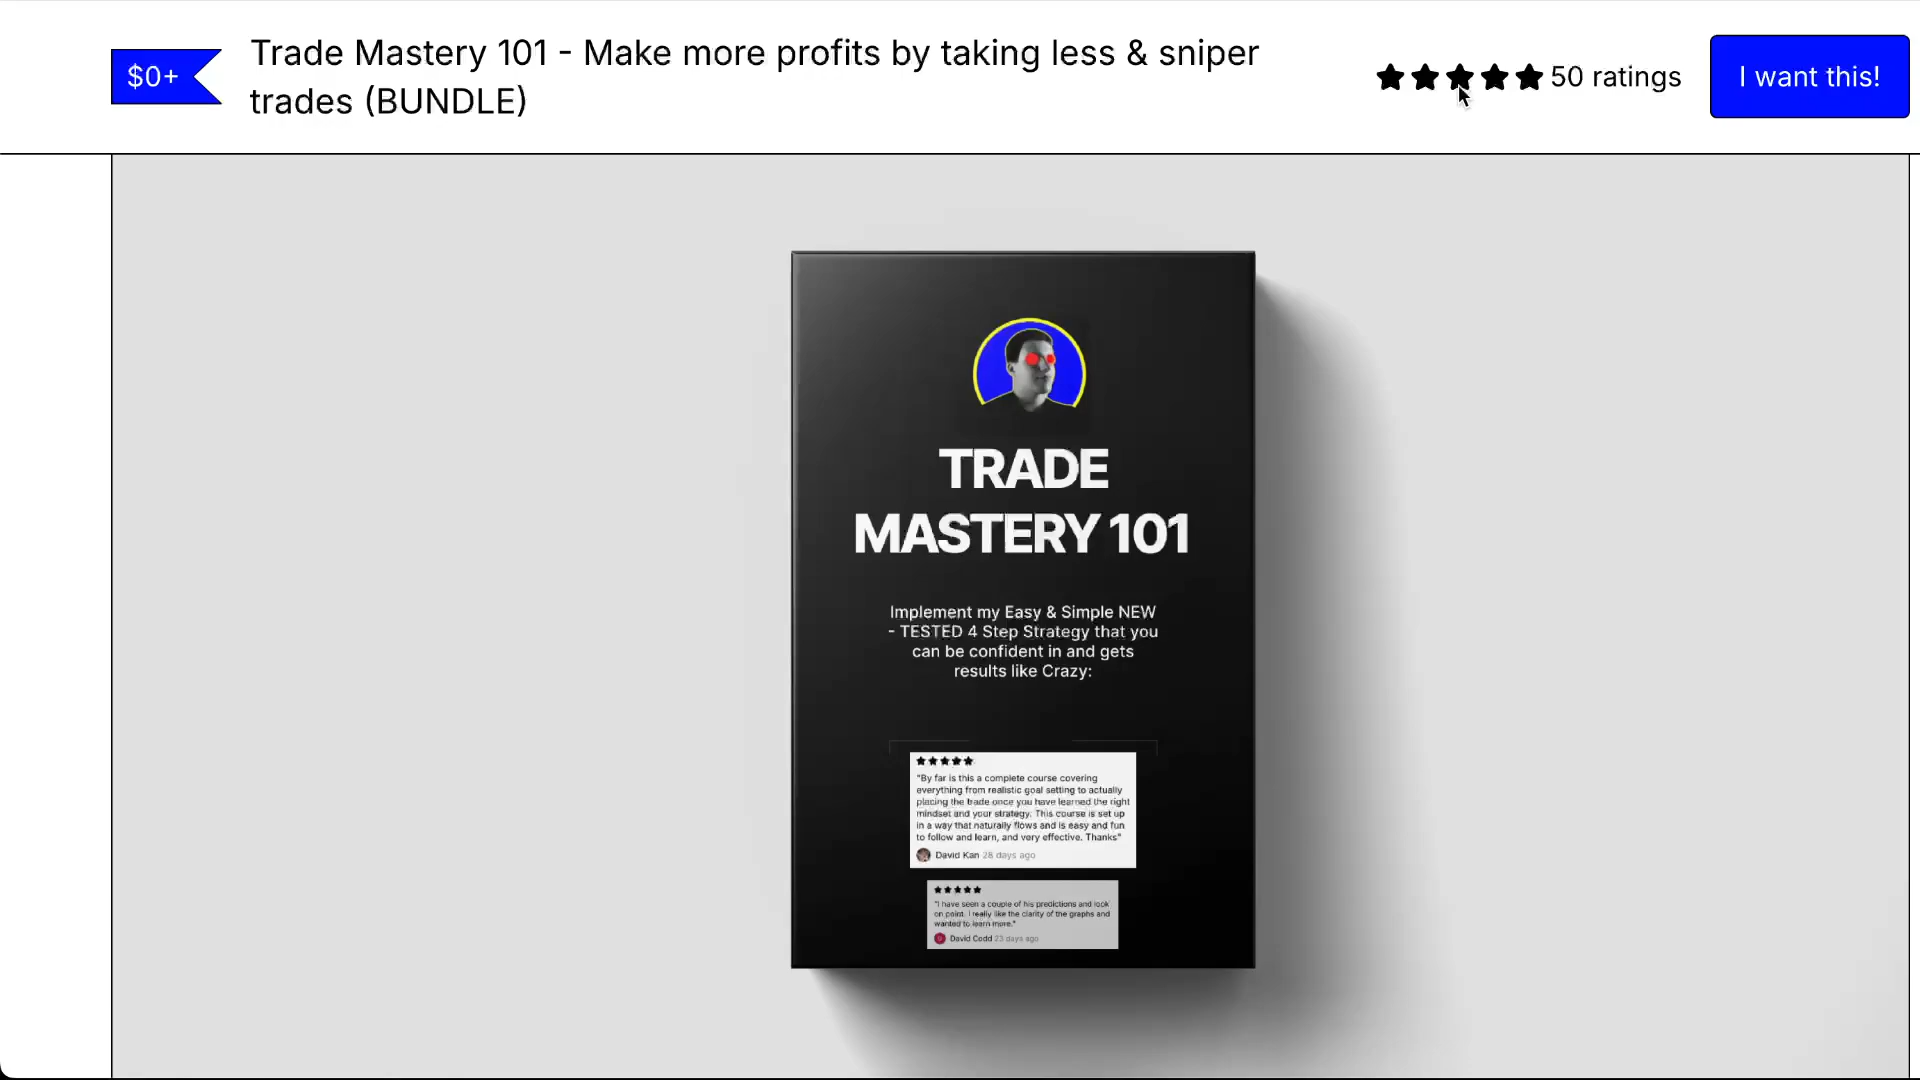 $0+
Trade Mastery 101 - Make more profits by taking less & sniper
trades (BUNDLE)
50 ratings
I want this!
TRADE
MASTERY 101
Implement my Easy & Simple NEW
- TESTED 4 Step Strategy that you
can be confident in and gets
results like Crazy:
"By far is this a complete course covering
everything from realistic goal setting to actually
placing the trade once you have learned the right
mindset and your strategy. This course is set up
in a way that naturally flows and is easy and fun
to follow and learn, and very effective. Thanks"
David Kan 28 days ago
"I have seen a couple of his predictions and look
on point. I really like the clarity of the graphs and
wanted to learn more."
David Codd 23 days ago